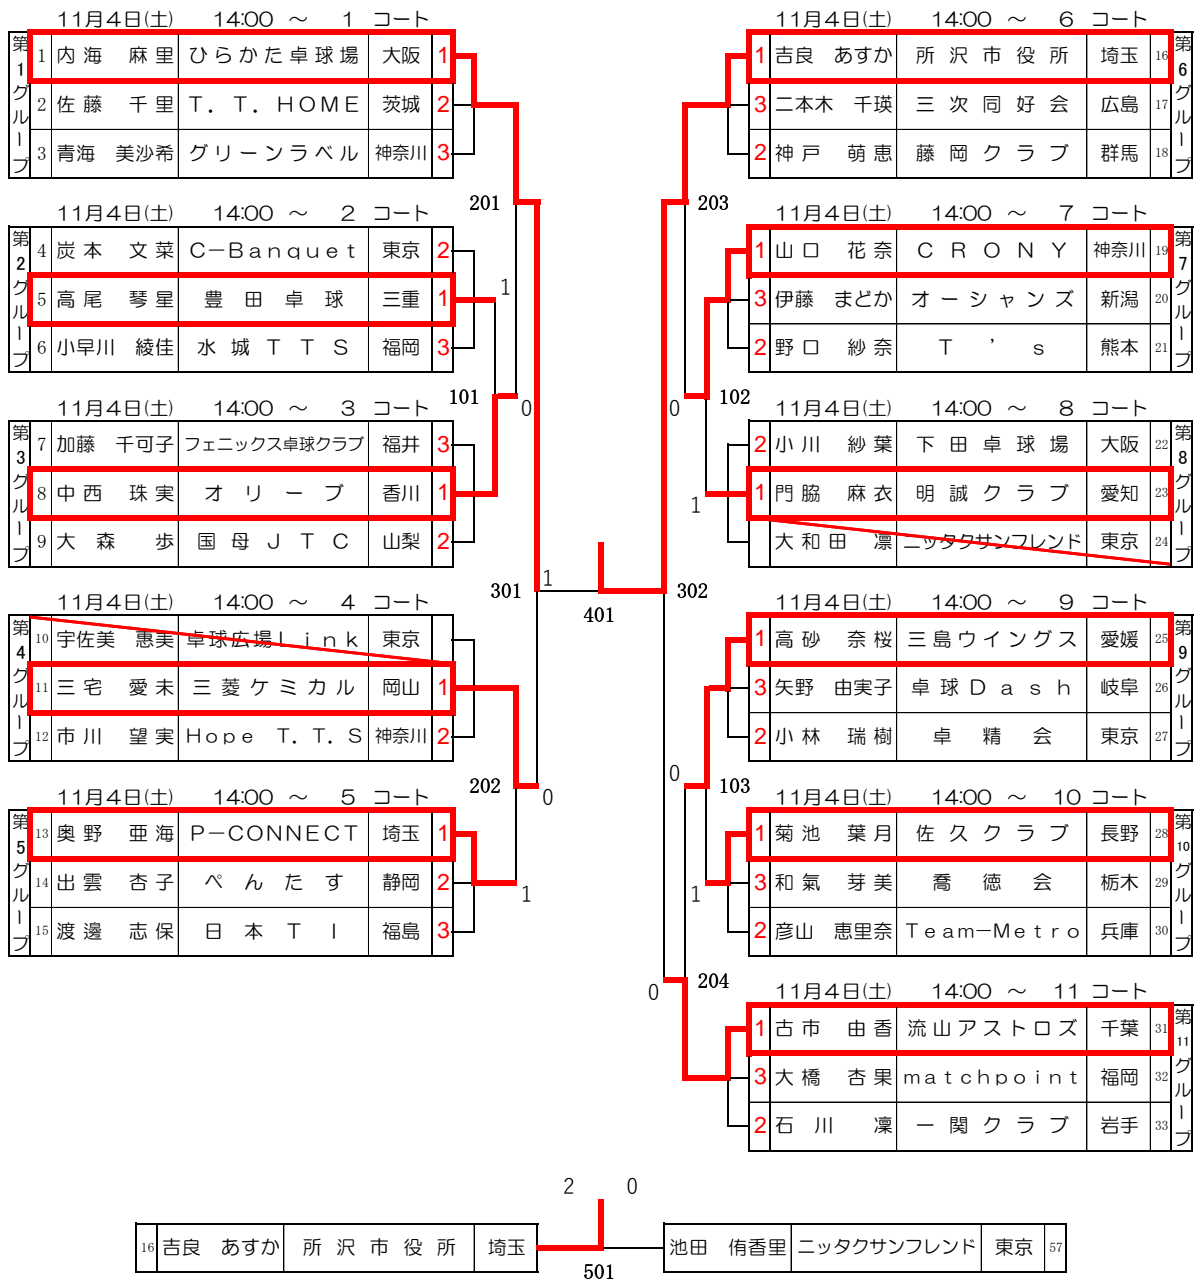 11月4日(土) 14:00 ～ 1 コート
第1グループ
1 内海 麻里 ひらかた卓球場 大阪 1
2 佐藤 千里 T．T．HOME 茨城 2
3 青海 美沙希 グリーンラベル 神奈川 3
11月4日(土) 14:00 ～ 2 コート
第2グループ
4 炭本 文菜 C－Banquet 東京 2
5 高尾 琴星 豊田卓球 三重 1
6 小早川 綾佳 水城TTS 福岡 3
11月4日(土) 14:00 ～ 3 コート
第3グループ
7 加藤 千可子 フェニックス卓球クラブ 福井 3
8 中西 珠実 オリーブ 香川 1
9 大森 歩 国母JTC 山梨 2
11月4日(土) 14:00 ～ 4 コート
第4グループ
10 宇佐美 恵美 卓球広場Link 東京
11 三宅 愛未 三菱ケミカル 岡山 1
12 市川 望実 Hope T．T．S 神奈川 2
11月4日(土) 14:00 ～ 5 コート
第5グループ
13 奥野 亜海 P－CONNECT 埼玉 1
14 出雲 杏子 ぺんたす 静岡 2
15 渡邊 志保 日本TI 福島 3
201
1
101
0
301
1
202
0
1
401
11月4日(土) 14:00 ～ 6 コート
第6グループ
1 吉良 あすか 所沢市役所 埼玉 16
3 二本木 千瑛 三次同好会 広島 17
2 神戸 萌恵 藤岡クラブ 群馬 18
11月4日(土) 14:00 ～ 7 コート
第7グループ
1 山口 花奈 CRONY 神奈川 19
3 伊藤 まどか オーシャンズ 新潟 20
2 野口 紗奈 T’s 熊本 21
11月4日(土) 14:00 ～ 8 コート
第8グループ
2 小川 紗葉 下田卓球場 大阪 22
1 門脇 麻衣 明誠クラブ 愛知 23
大和田 凛 ニッタクサンフレンド 東京 24
11月4日(土) 14:00 ～ 9 コート
第9グループ
1 高砂 奈桜 三島ウイングス 愛媛 25
3 矢野 由実子 卓球Dash 岐阜 26
2 小林 瑞樹 卓精会 東京 27
11月4日(土) 14:00 ～ 10 コート
第10グループ
1 菊池 葉月 佐久クラブ 長野 28
3 和氣 芽美 喬徳会 栃木 29
2 彦山 恵里奈 Team－Metro 兵庫 30
11月4日(土) 14:00 ～ 11 コート
第11グループ
1 古市 由香 流山アストロズ 千葉 31
3 大橋 杏果 matchpoint 福岡 32
2 石川 凜 一関クラブ 岩手 33
203
0
102
1
302
0
103
1
0
204
2 0
16 吉良 あすか 所沢市役所 埼玉
池田 侑香里 ニッタクサンフレンド 東京 57
501